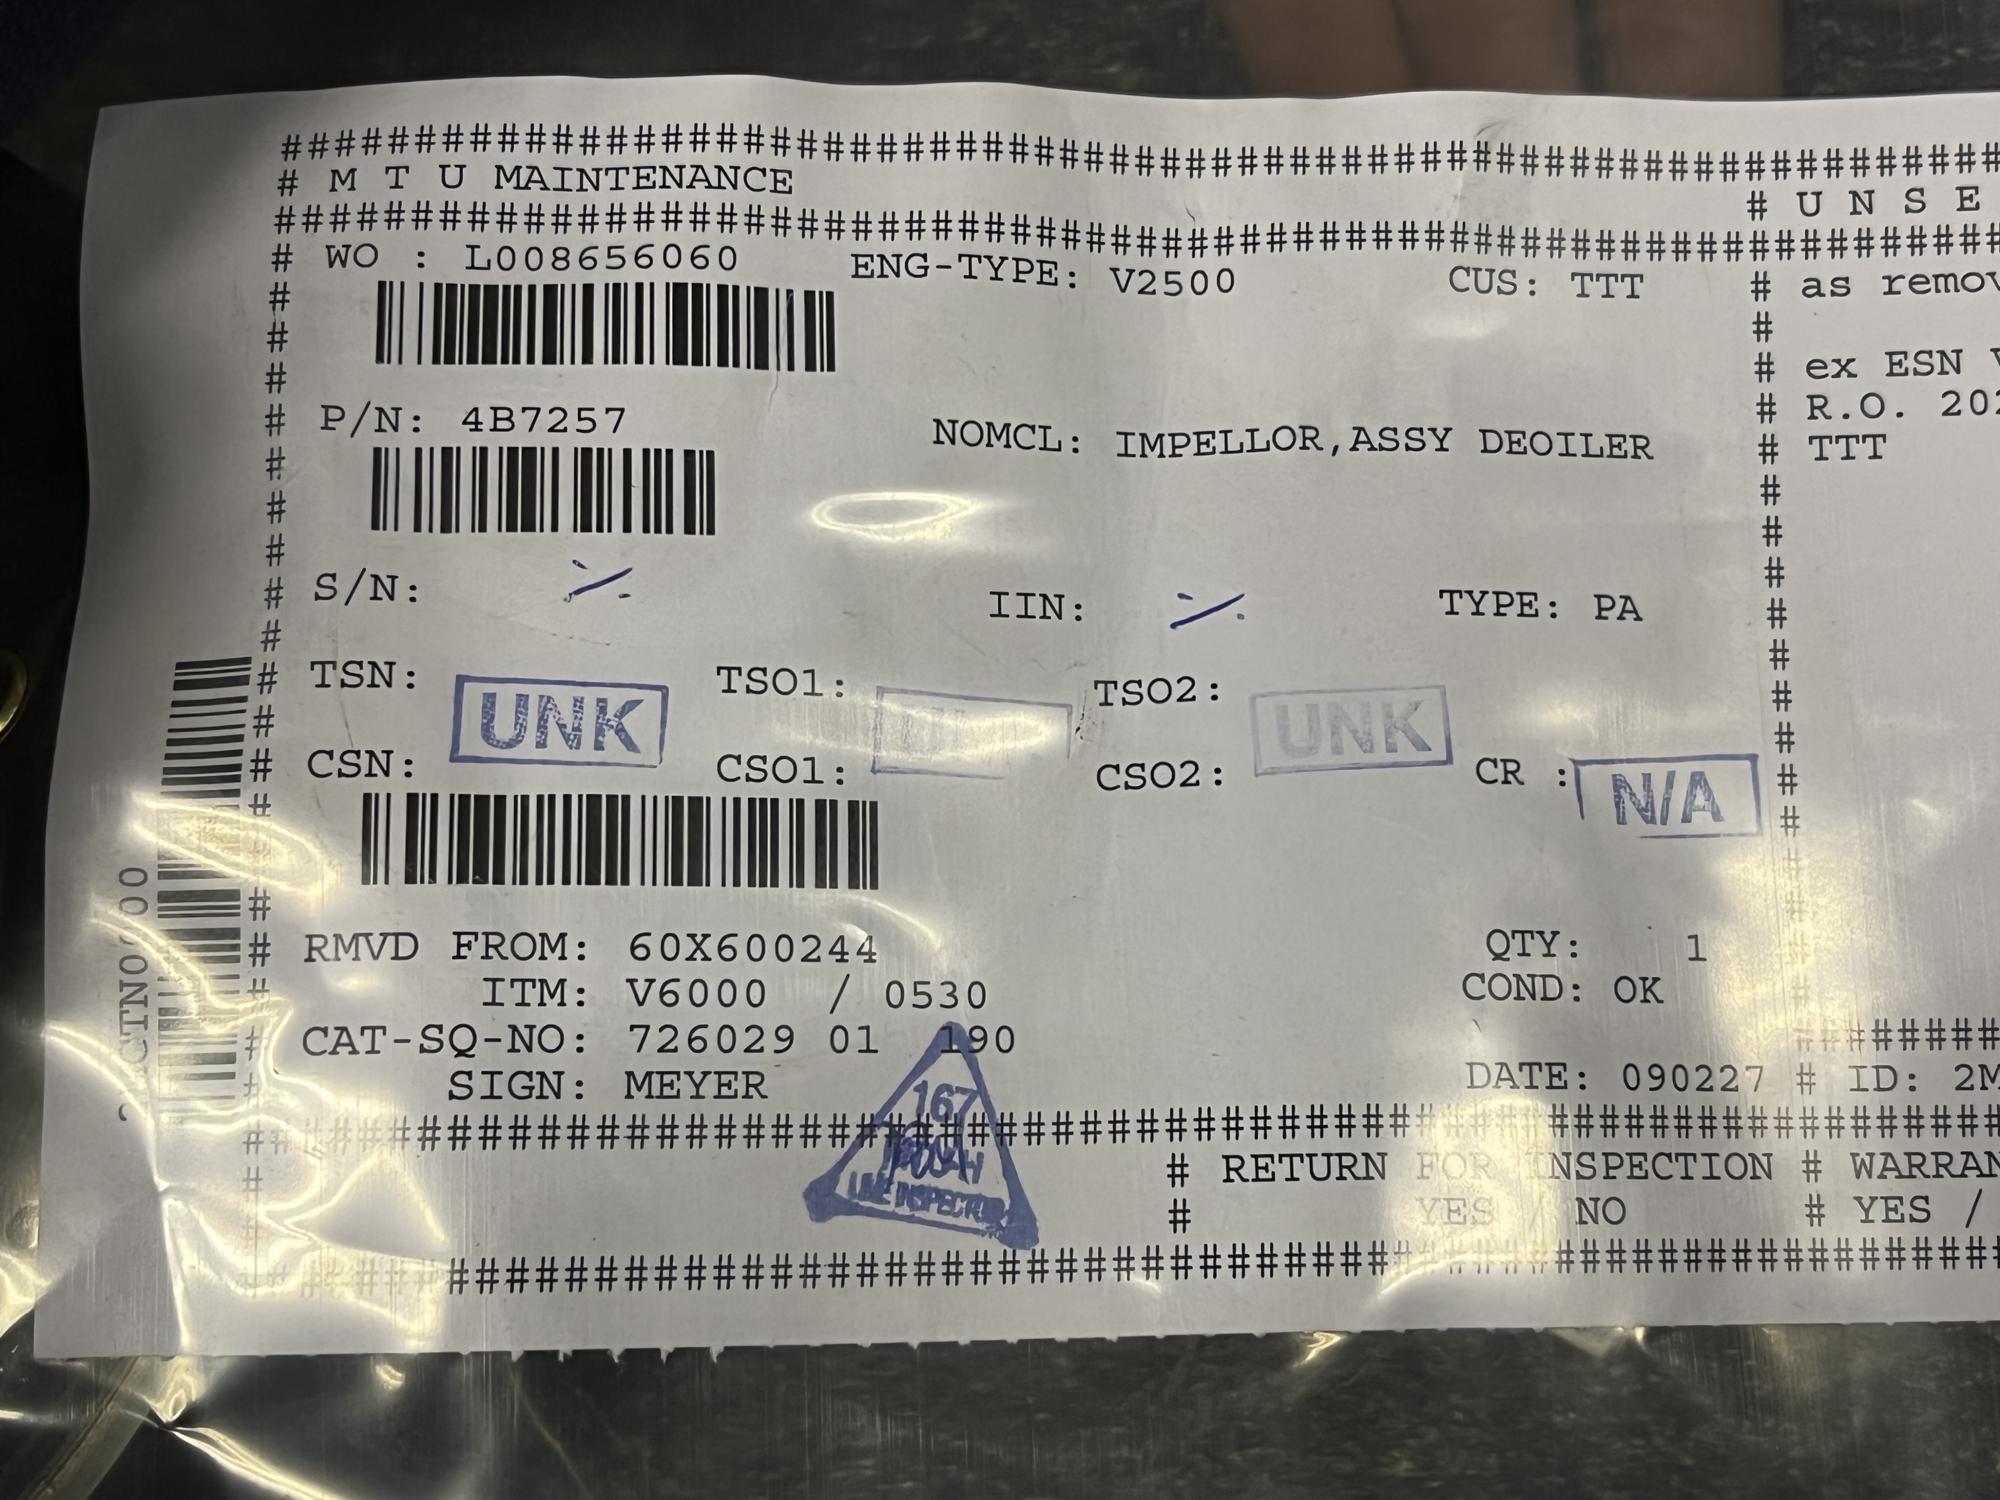 ################################################################
# M T U MAINTENANCE # U N S E
################################################################
# WO : L008656060 ENG-TYPE: V2500 CUS: TTT # as remov
# #
# # ex ESN V
# P/N: 4B7257 NOMCL: IMPELLOR,ASSY DEOILER # R.O. 202
# # TTT
# S/N: ⁒ IIN: ⁒ TYPE: PA #
# TSN: UNK TSO1: TSO2: UNK #
# CSN: CSO1: CSO2: CR : N/A #
# RMVD FROM: 60X600244 QTY: 1
# ITM: V6000 / 0530 COND: OK
# CAT-SQ-NO: 726029 01 190 ########
# SIGN: MEYER DATE: 090227 # ID: 2M
################################################################
167
LINE INSPECTOR
# # RETURN FOR INSPECTION # WARRAN
# YES / NO # YES /
################################################################